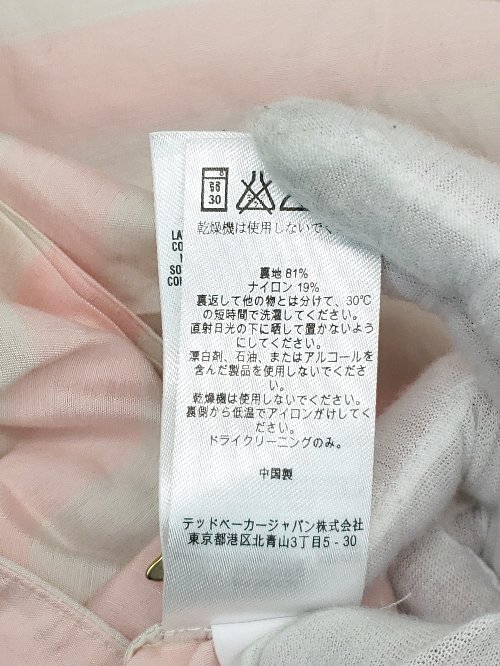 8
弱
30
乾燥機は使用しないで
LA
CO
SO
COL
裏地 81%
ナイロン 19%
裏返して他の物とは分けて、30℃
の短時間で洗濯してください。
直射日光の下に晒して置かないよう
にしてください。
漂白剤、石油、またはアルコールを
含んだ製品を使用しないでくださ
い。
乾燥機は使用しないでください。
裏側から低温でアイロンがけしてく
ださい。
ドライクリーニングのみ。
中国製
テッドベーカージャパン株式会社
東京都港区北青山3丁目5 - 30